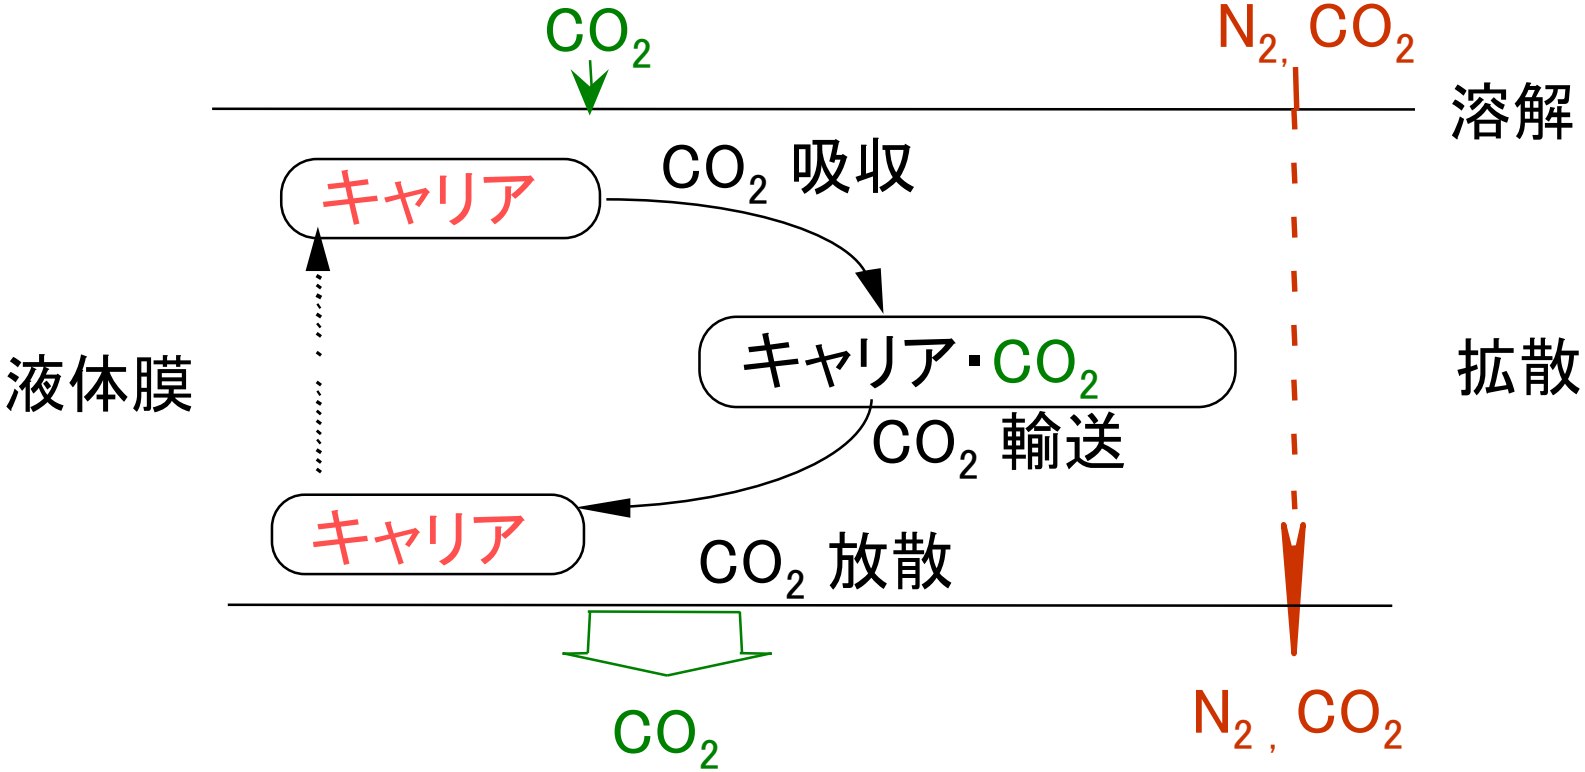 CO₂
N₂, CO₂
溶解
CO₂ 吸収
キャリア
液体膜
キャリア・CO₂
拡散
CO₂ 輸送
キャリア
CO₂ 放散
CO₂
N₂, CO₂